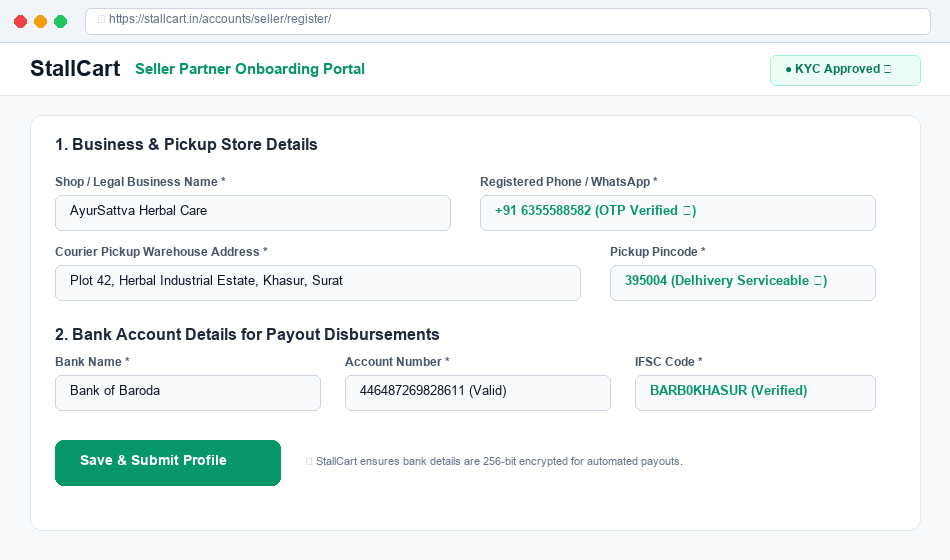 https://stallcart.in/accounts/seller/register/
StallCart Seller Partner Onboarding Portal
● KYC Approved
1. Business & Pickup Store Details
Shop / Legal Business Name * Registered Phone / WhatsApp *
AyurSattva Herbal Care +91 6355588582 (OTP Verified )
Courier Pickup Warehouse Address * Pickup Pincode *
Plot 42, Herbal Industrial Estate, Khasur, Surat 395004 (Delhivery Serviceable )
2. Bank Account Details for Payout Disbursements
Bank Name * Account Number * IFSC Code *
Bank of Baroda 446487269828611 (Valid) BARB0KHASUR (Verified)
Save & Submit Profile StallCart ensures bank details are 256-bit encrypted for automated payouts.